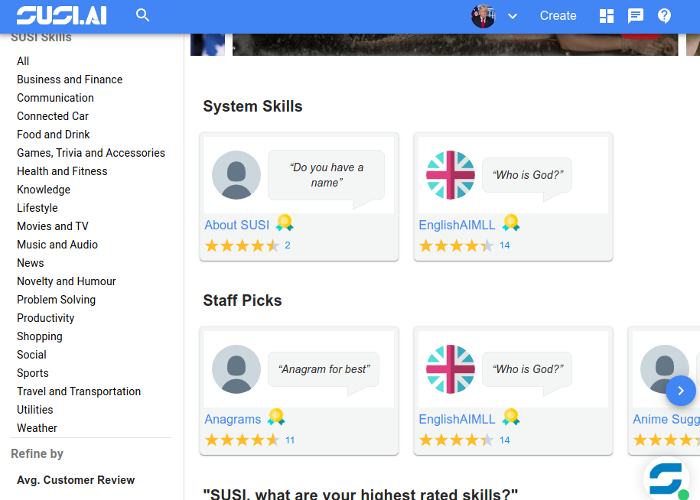 SUSI.AI
Create
SUSI Skills
All
Business and Finance
Communication
Connected Car
Food and Drink
Games, Trivia and Accessories
Health and Fitness
Knowledge
Lifestyle
Movies and TV
Music and Audio
News
Novelty and Humour
Problem Solving
Productivity
Shopping
Social
Sports
Travel and Transportation
Utilities
Weather
Refine by
Avg. Customer Review
System Skills
“Do you have a
name”
About SUSI
2
“Who is God?”
EnglishAIMLL
14
Staff Picks
“Anagram for best”
Anagrams
11
“Who is God?”
EnglishAIMLL
14
Anime Sugg
"SUSI, what are your highest rated skills?"